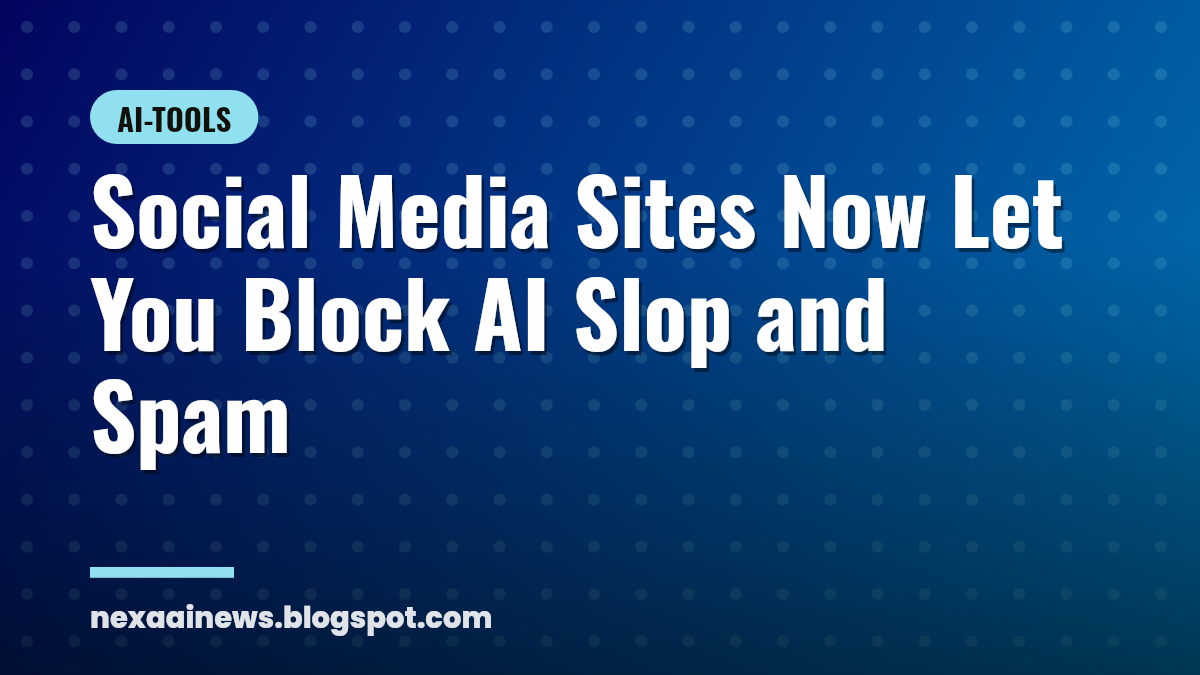 AI-TOOLS
Social Media Sites Now Let
You Block AI Slop and
Spam
nexaainews.blogspot.com